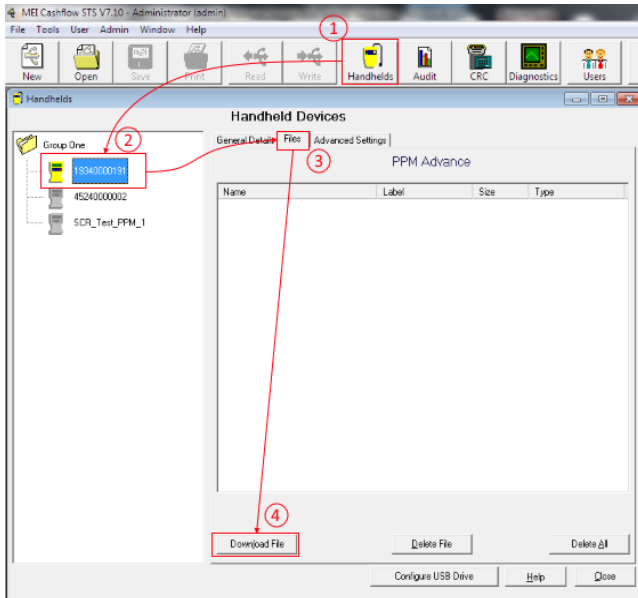 MEI Cashflow STS V7.10 - Administrator (admin)
File Tools User Admin Window Help
1
New Open Save Print Read Write Handhelds Audit CRC Diagnostics Users
Handhelds
Handheld Devices
Group One
2
19340000191
45240000002
SCR_Test_PPM_1
General Details Files Advanced Settings
3
PPM Advance
Name Label Size Type
4
Download File Delete File Delete All
Configure USB Drive Help Close